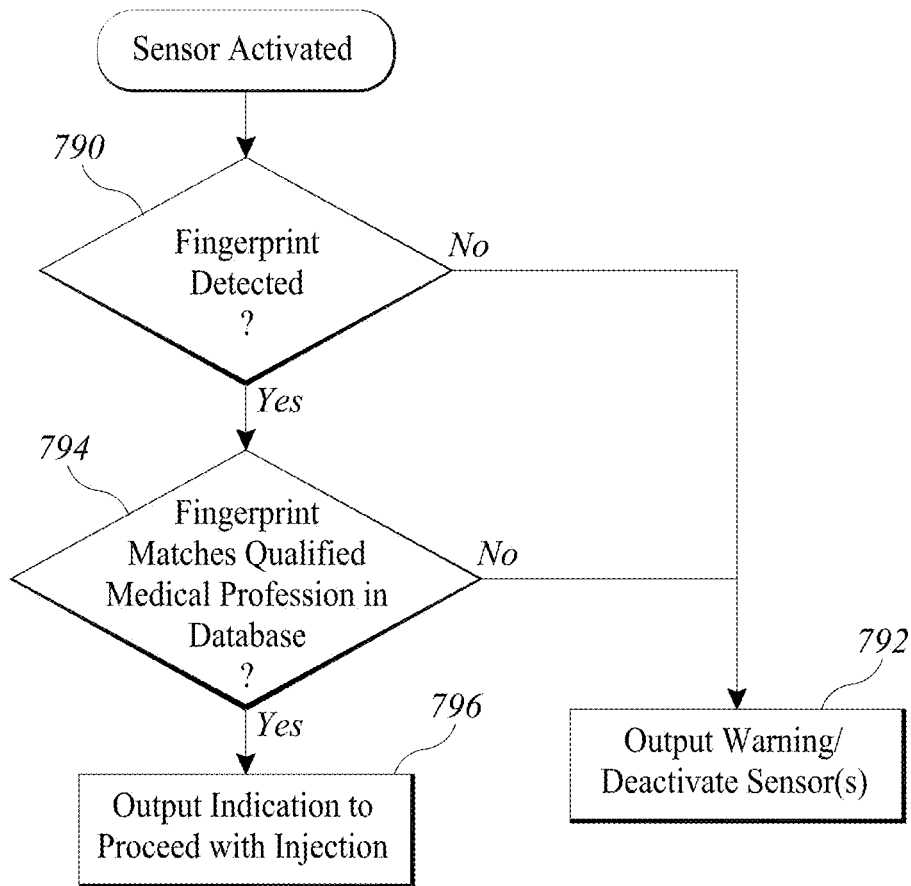 Sensor Activated
790
Fingerprint
Detected
?
No
Yes
794
Fingerprint
Matches Qualified
Medical Profession in
Database
?
No
Yes
792
Output Warning/
Deactivate Sensor(s)
796
Output Indication to
Proceed with Injection